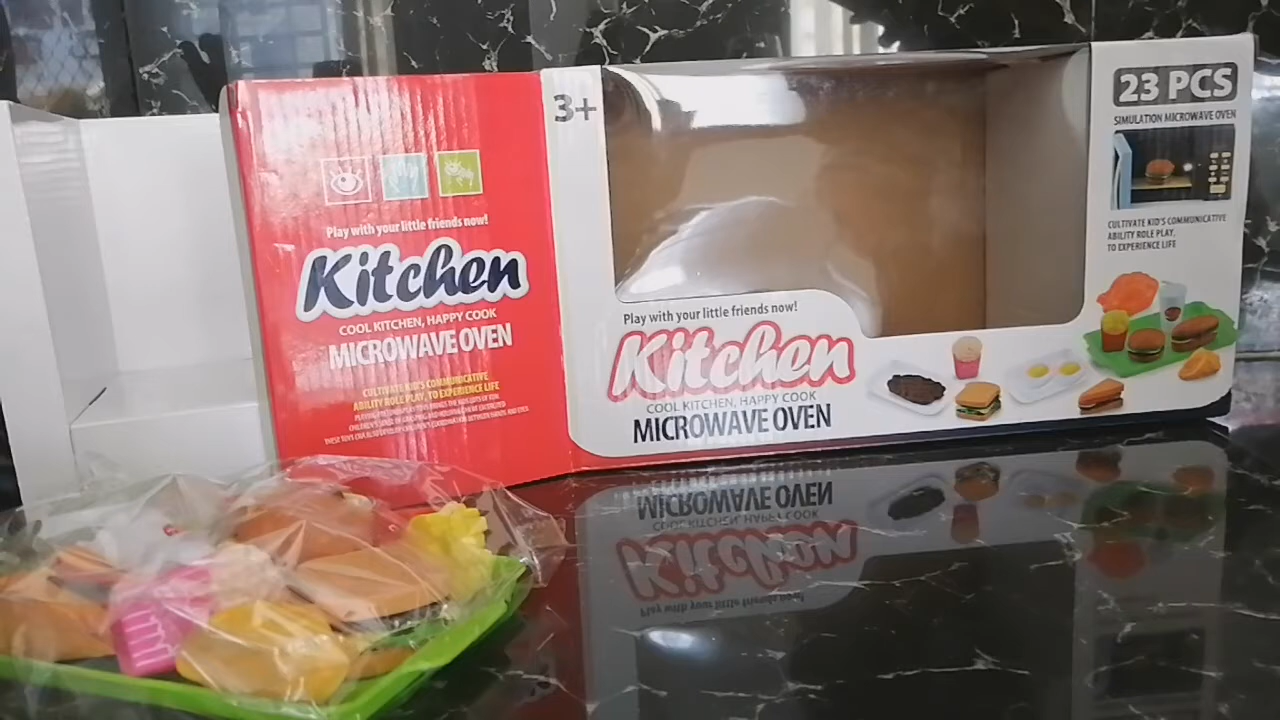 Play with your little friends now!
Kitchen
COOL KITCHEN, HAPPY COOK
MICROWAVE OVEN
CULTIVATE KID'S COMMUNICATIVE
ABILITY ROLE PLAY, TO EXPERIENCE LIFE
3+
Play with your little friends now!
Kitchen
COOL KITCHEN, HAPPY COOK
MICROWAVE OVEN
23 PCS
SIMULATION MICROWAVE OVEN
CULTIVATE KID'S COMMUNICATIVE
ABILITY ROLE PLAY,
TO EXPERIENCE LIFE